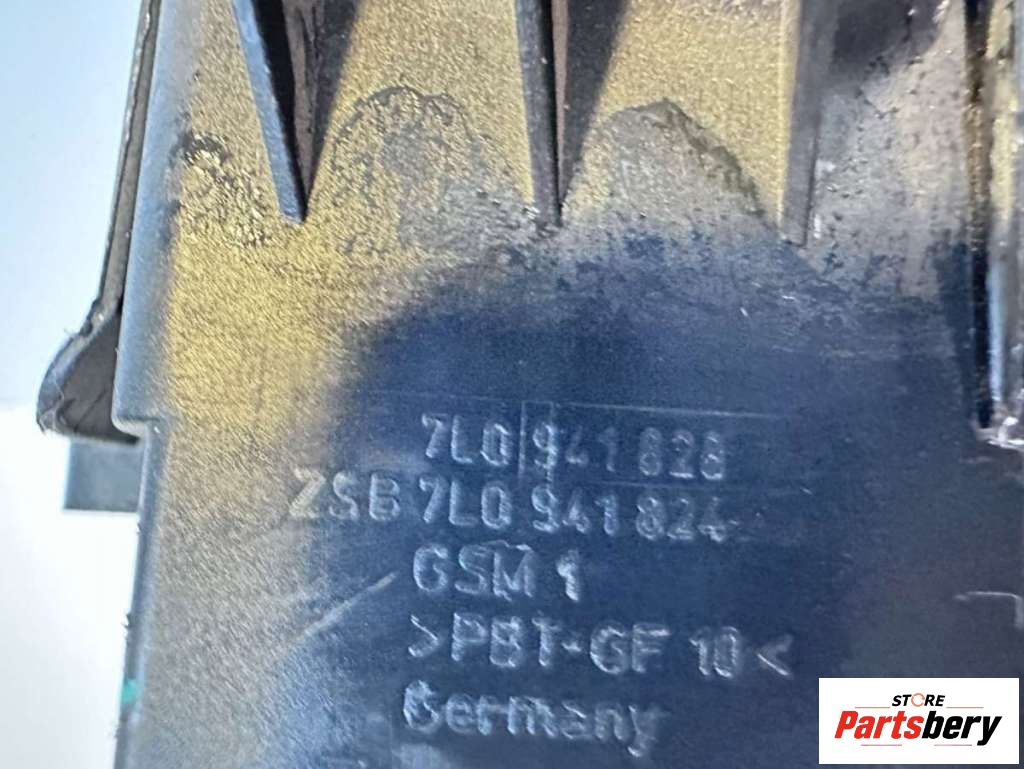 7L0 941 828
ZSB 7L0 941 824
GSM 1
>PBT-GF 10<
Germany
STORE
Partsbery